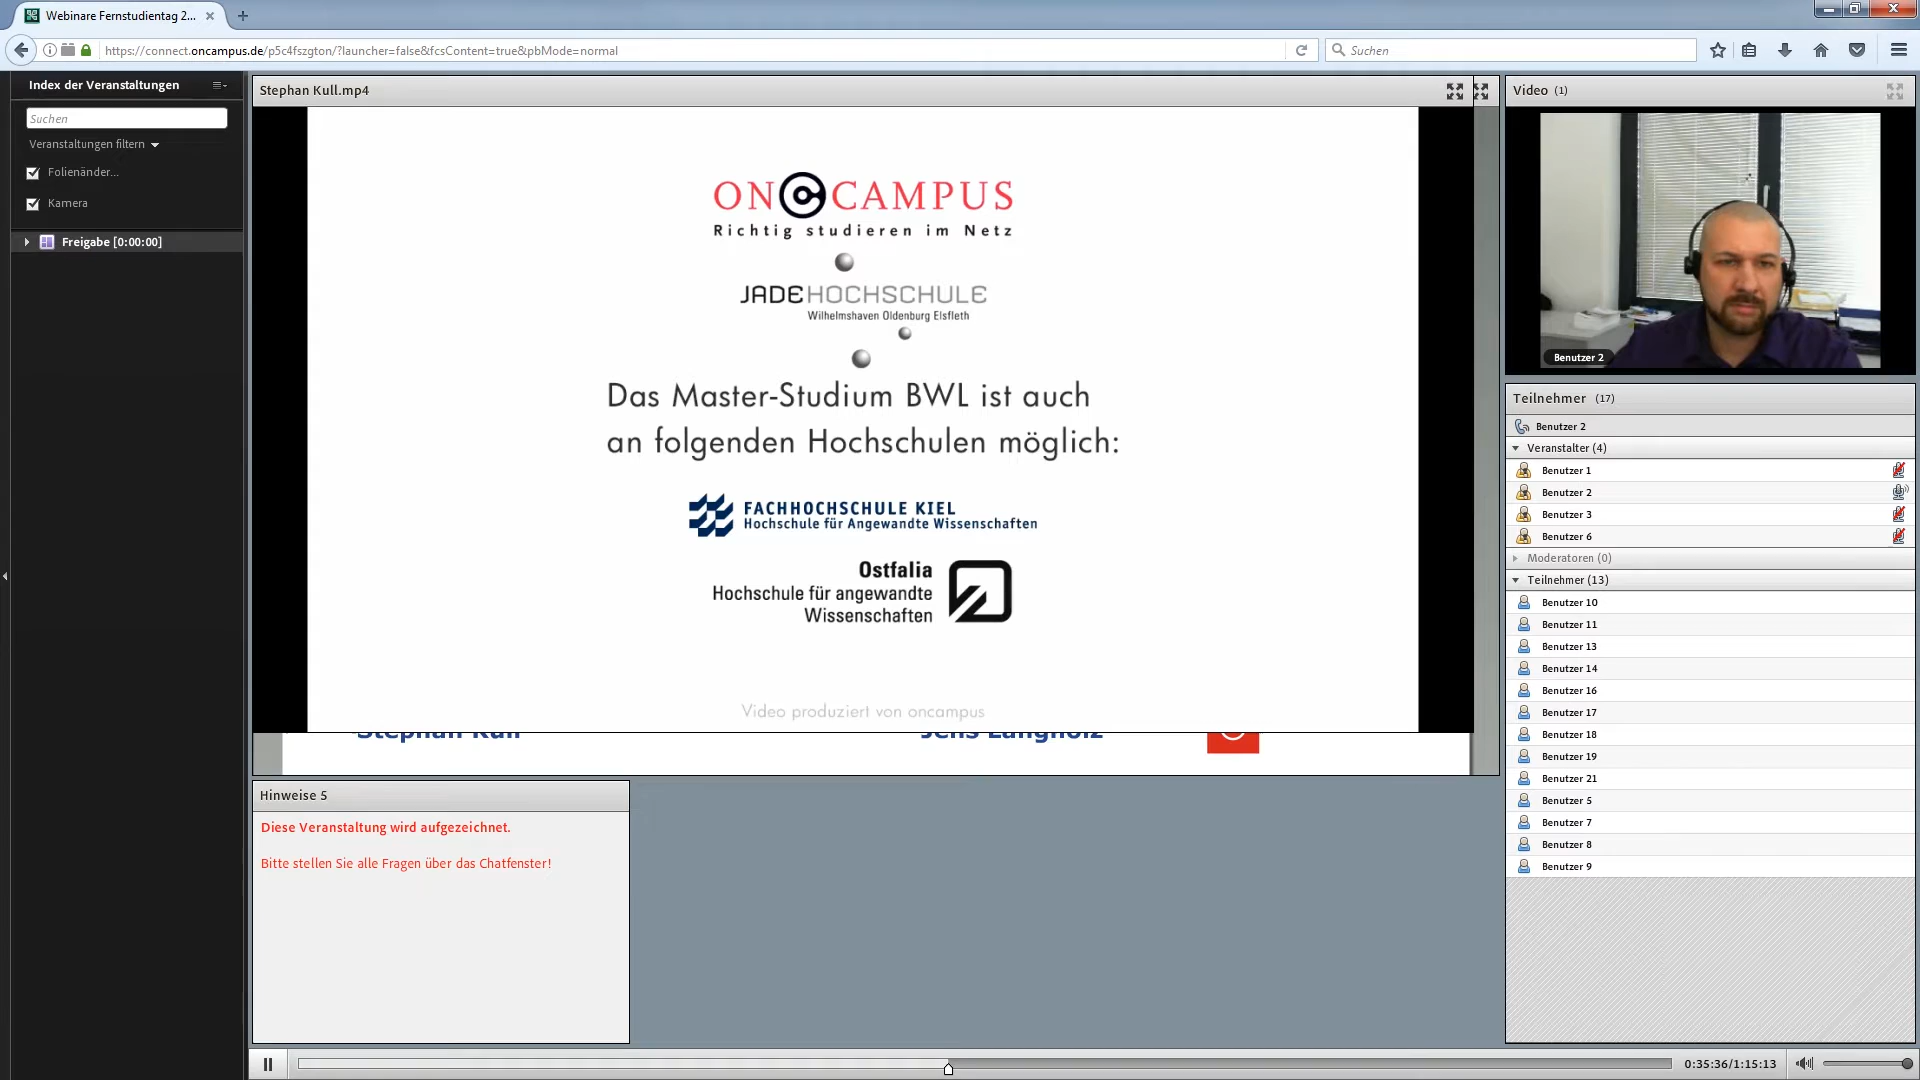 Webinare Fernstudientag 2...
https://connect.oncampus.de/p5c4fszgton/?launcher=false&fcsContent=true&pbMode=normal
Suchen
Index der Veranstaltungen
Suchen
Veranstaltungen filtern
Folienänder...
Kamera
Freigabe [0:00:00]
Stephan Kull.mp4
ONCAMPUS
Richtig studieren im Netz
JADEHOCHSCHULE
Wilhelmshaven Oldenburg Elsfleth
Das Master-Studium BWL ist auch
an folgenden Hochschulen möglich:
FACHHOCHSCHULE KIEL
Hochschule für Angewandte Wissenschaften
Ostfalia
Hochschule für angewandte
Wissenschaften
Video produziert von oncampus
Stephan Kull
Jens Langholz
Hinweise 5
Diese Veranstaltung wird aufgezeichnet.
Bitte stellen Sie alle Fragen über das Chatfenster!
Video (1)
Benutzer 2
Teilnehmer (17)
Benutzer 2
Veranstalter (4)
Benutzer 1
Benutzer 2
Benutzer 3
Benutzer 6
Moderatoren (0)
Teilnehmer (13)
Benutzer 10
Benutzer 11
Benutzer 13
Benutzer 14
Benutzer 16
Benutzer 17
Benutzer 18
Benutzer 19
Benutzer 21
Benutzer 5
Benutzer 7
Benutzer 8
Benutzer 9
0:35:36/1:15:13